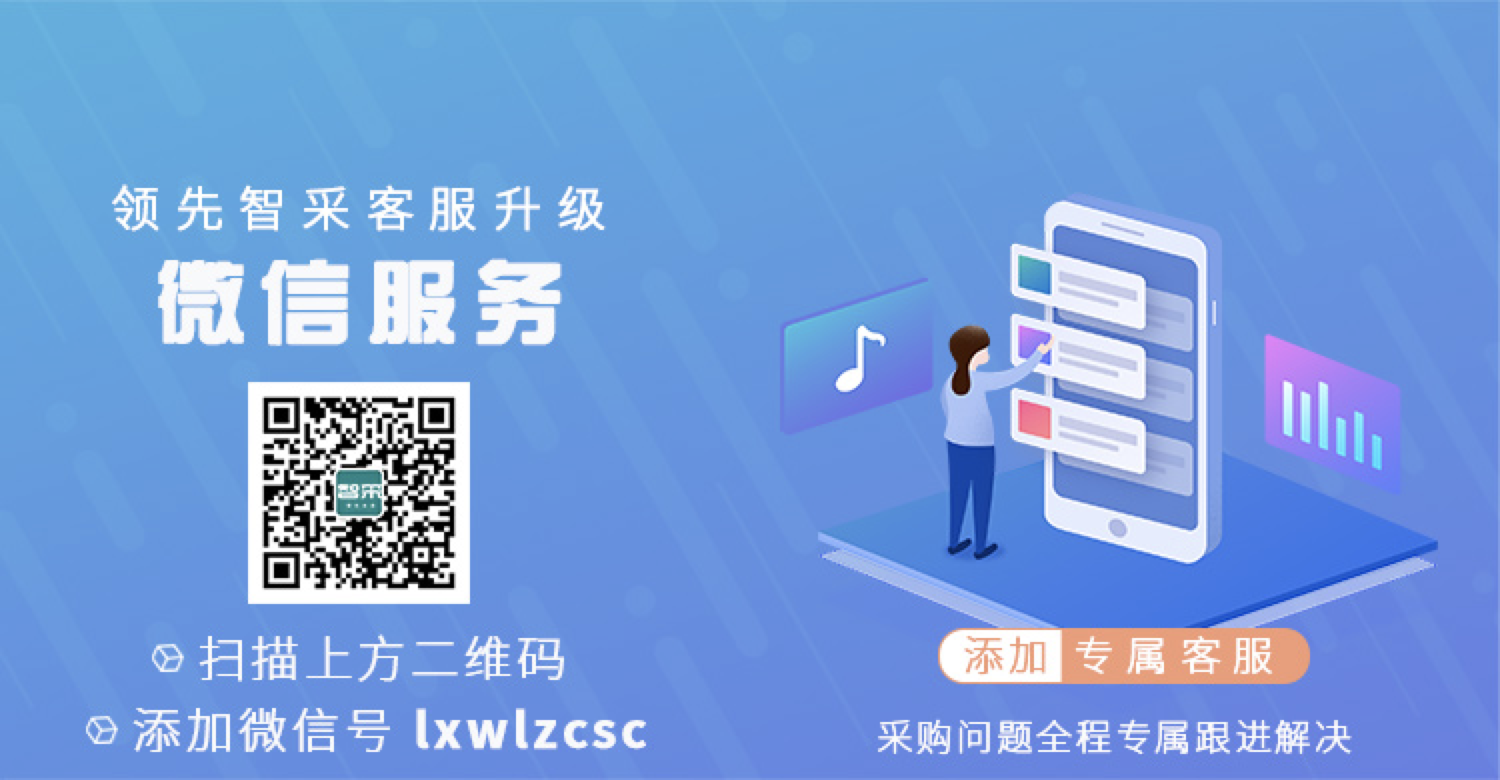 领先智采客服升级
微信服务
智采
扫描上方二维码
添加微信号 lxwlzcsc
添加 专属客服
采购问题全程专属跟进解决